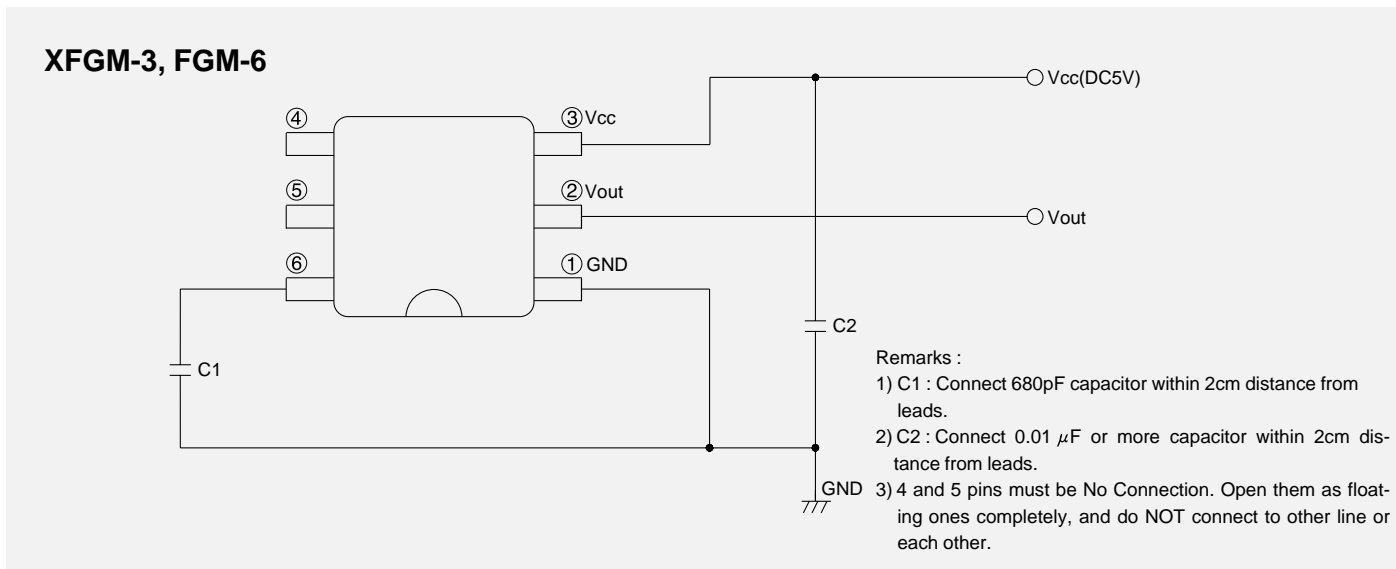 XFGM-3, FGM-6
Vcc(DC5V)
④
③Vcc
⑤
②Vout
Vout
⑥
① GND
C2
C1
Remarks :
1) C1 : Connect 680pF capacitor within 2cm distance from
leads.
2) C2 : Connect 0.01 μF or more capacitor within 2cm dis-
tance from leads.
GND
3) 4 and 5 pins must be No Connection. Open them as float-
ing ones completely, and do NOT connect to other line or
each other.